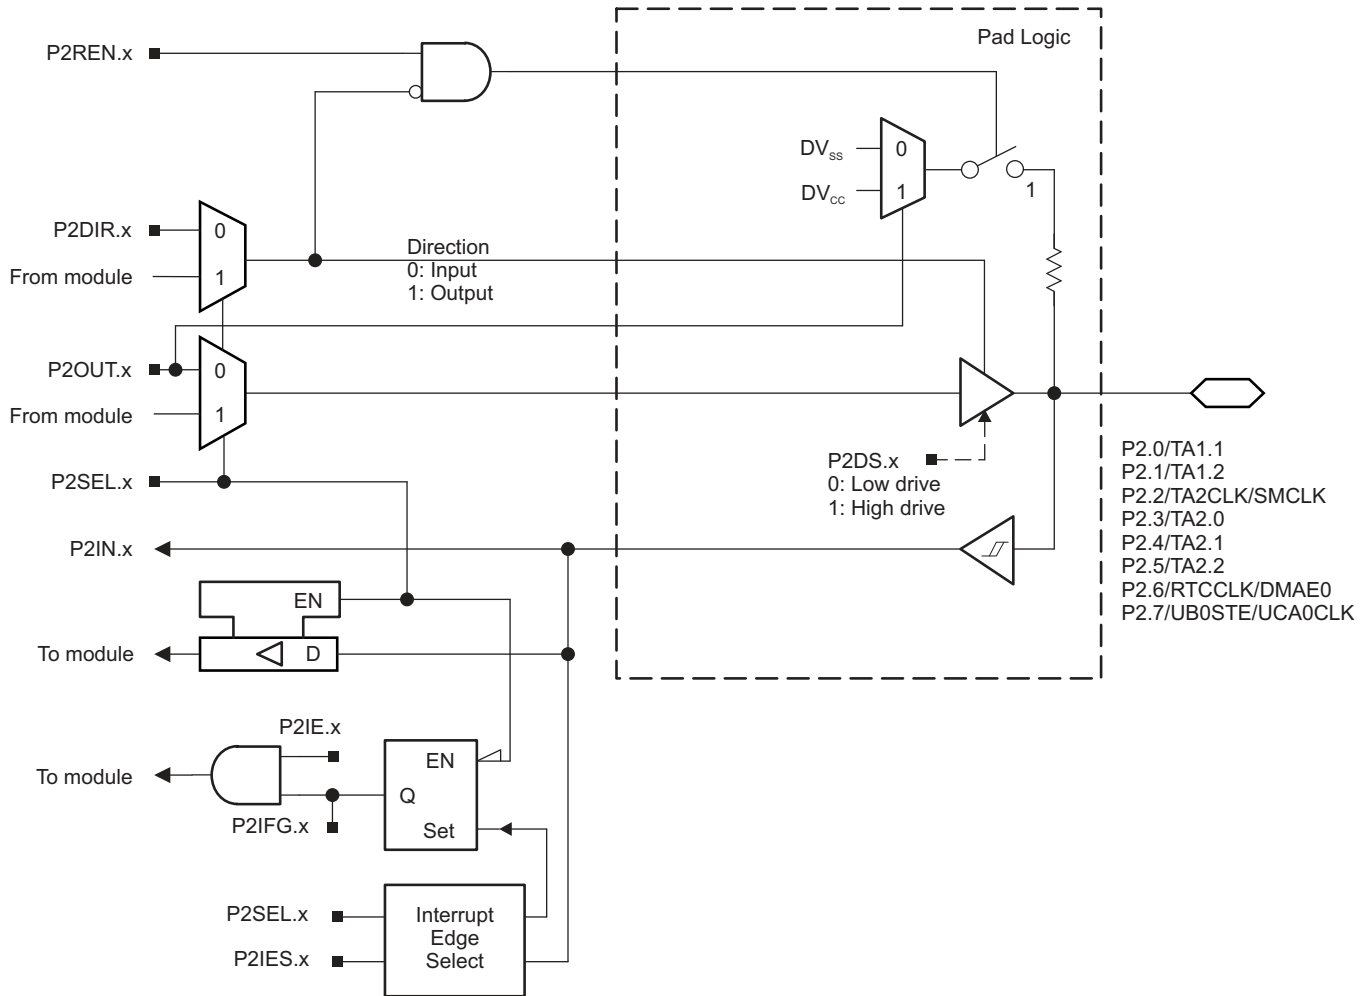 Pad Logic
P2REN.x
DVSS
0
DVCC
1
1
P2DIR.x
0
From module
1
Direction
0: Input
1: Output
P2OUT.x
0
From module
1
P2SEL.x
P2DS.x
0: Low drive
1: High drive
P2.0/TA1.1
P2.1/TA1.2
P2.2/TA2CLK/SMCLK
P2.3/TA2.0
P2.4/TA2.1
P2.5/TA2.2
P2.6/RTCCLK/DMAE0
P2.7/UB0STE/UCA0CLK
P2IN.x
EN
To module
D
P2IE.x
EN
To module
Q
P2IFG.x
Set
P2SEL.x
P2IES.x
Interrupt
Edge
Select